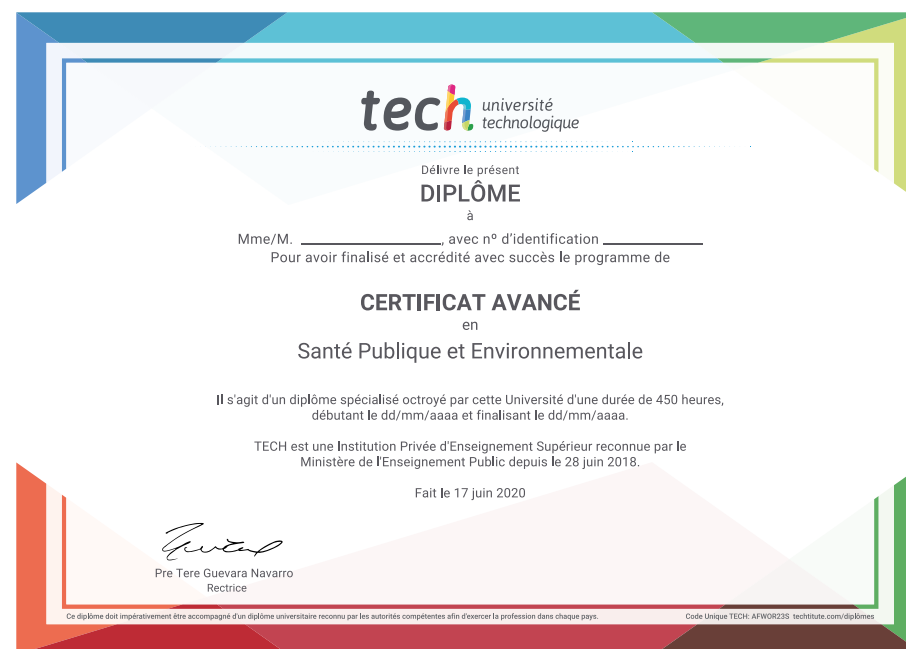 tech université
technologique
Délivre le présent
DIPLÔME
à
Mme/M. ____________________, avec nº d'identification ______________
Pour avoir finalisé et accrédité avec succès le programme de
CERTIFICAT AVANCÉ
en
Santé Publique et Environnementale
Il s'agit d'un diplôme spécialisé octroyé par cette Université d'une durée de 450 heures,
débutant le dd/mm/aaaa et finalisant le dd/mm/aaaa.
TECH est une Institution Privée d'Enseignement Supérieur reconnue par le
Ministère de l'Enseignement Public depuis le 28 juin 2018.
Fait le 17 juin 2020
Pre Tere Guevara Navarro
Rectrice
Ce diplôme doit impérativement être accompagné d'un diplôme universitaire reconnu par les autorités compétentes afin d'exercer la profession dans chaque pays.
Code Unique TECH: AFWOR23S techtitute.com/diplômes